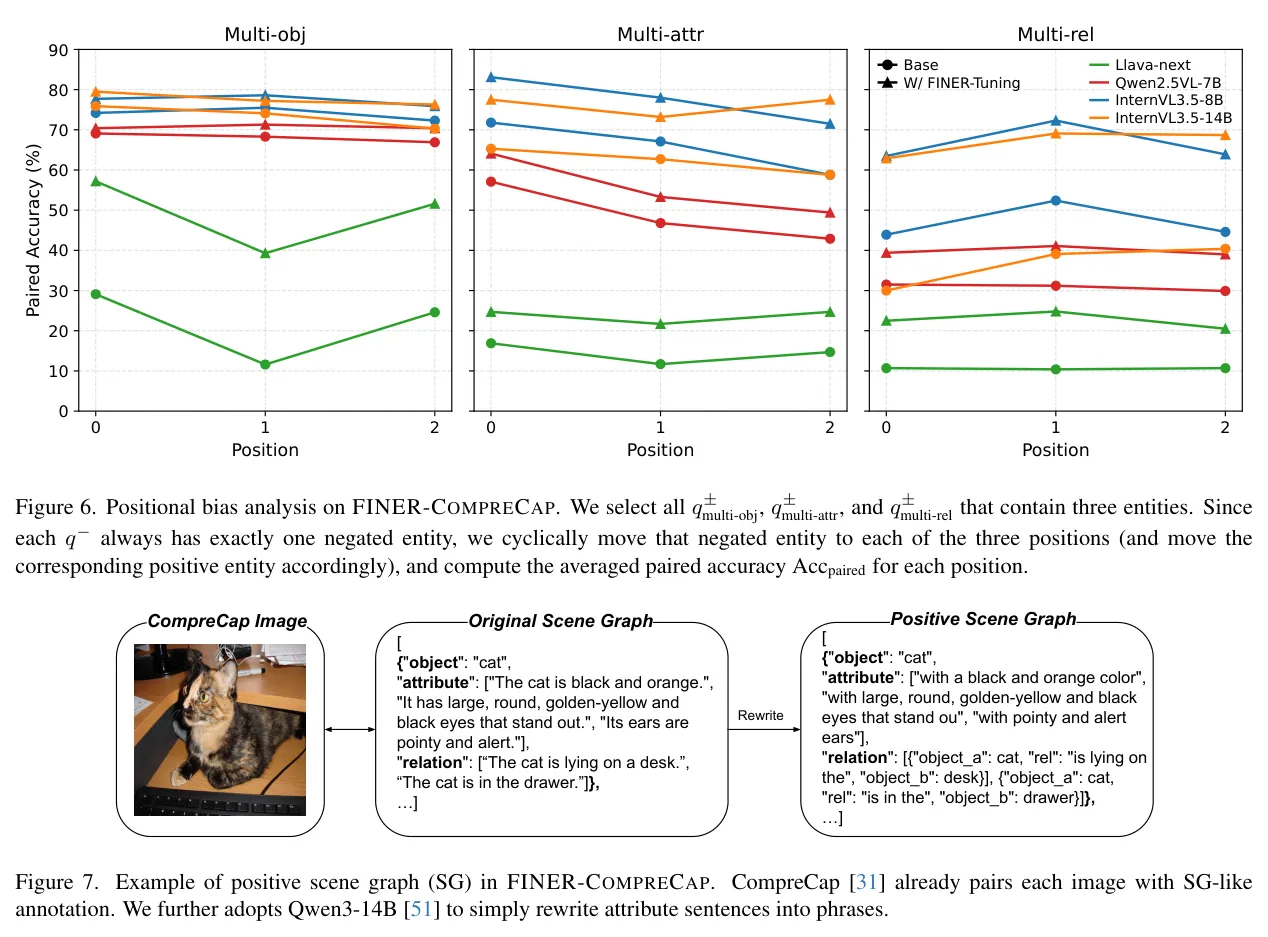 Multi-obj
Multi-attr
Multi-rel
90
80
70
60
50
40
30
20
10
0
Paired Accuracy (%)
Base
W/ FINER-Tuning
Llava-next
Qwen2.5VL-7B
InternVL3.5-8B
InternVL3.5-14B
0 1 2
0 1 2
0 1 2
Position
Position
Position
Figure 6. Positional bias analysis on FINER-COMPRECAP. We select all q±multi-obj, q±multi-attr, and q±multi-rel that contain three entities. Since
each q− always has exactly one negated entity, we cyclically move that negated entity to each of the three positions (and move the
corresponding positive entity accordingly), and compute the averaged paired accuracy Accpaired for each position.
CompreCap Image
Original Scene Graph
[
{"object": "cat",
"attribute": ["The cat is black and orange.",
"It has large, round, golden-yellow and
black eyes that stand out.", "Its ears are
pointy and alert."],
"relation": [“The cat is lying on a desk.”,
“The cat is in the drawer.”]},
…]
Rewrite
Positive Scene Graph
[
{"object": "cat",
"attribute": ["with a black and orange color",
"with large, round, golden-yellow and black
eyes that stand ou", "with pointy and alert
ears"],
"relation": [{"object_a": cat, "rel": "is lying on
the", "object_b": desk}], {"object_a": cat,
"rel": "is in the", "object_b": drawer}]},
…]
Figure 7. Example of positive scene graph (SG) in FINER-COMPRECAP. CompreCap [31] already pairs each image with SG-like
annotation. We further adopts Qwen3-14B [51] to simply rewrite attribute sentences into phrases.